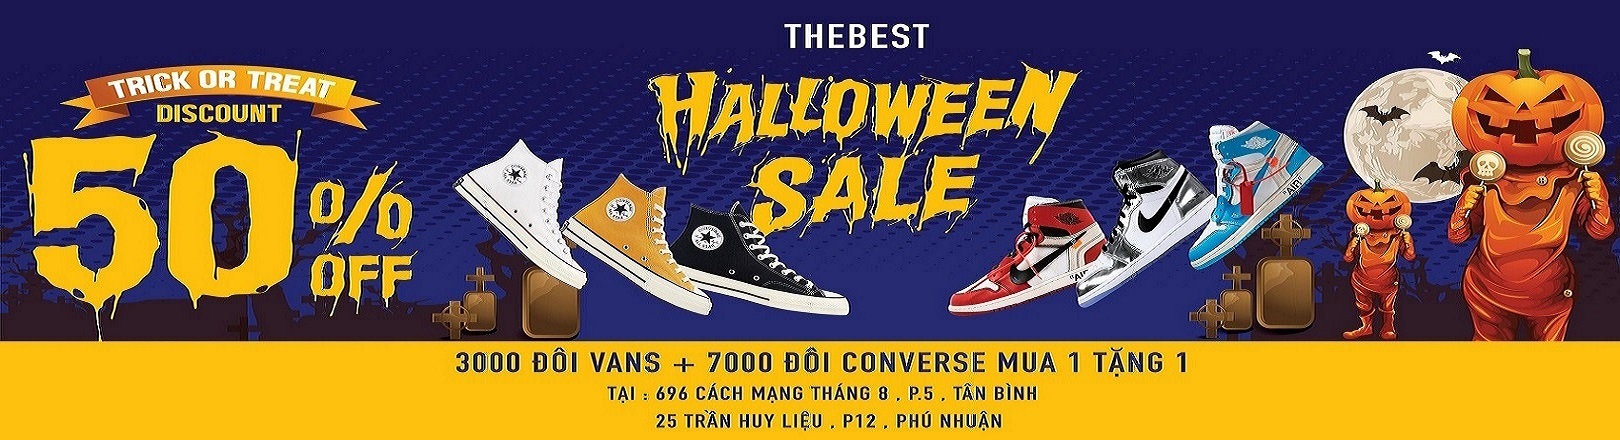 THEBEST
TRICK OR TREAT
DISCOUNT
50
%
OFF
HALLOWEEN
SALE
3000 ĐÔI VANS + 7000 ĐÔI CONVERSE MUA 1 TẶNG 1
TẠI : 696 CÁCH MẠNG THÁNG 8 , P.5 , TÂN BÌNH
25 TRẦN HUY LIỆU , P12 , PHÚ NHUẬN